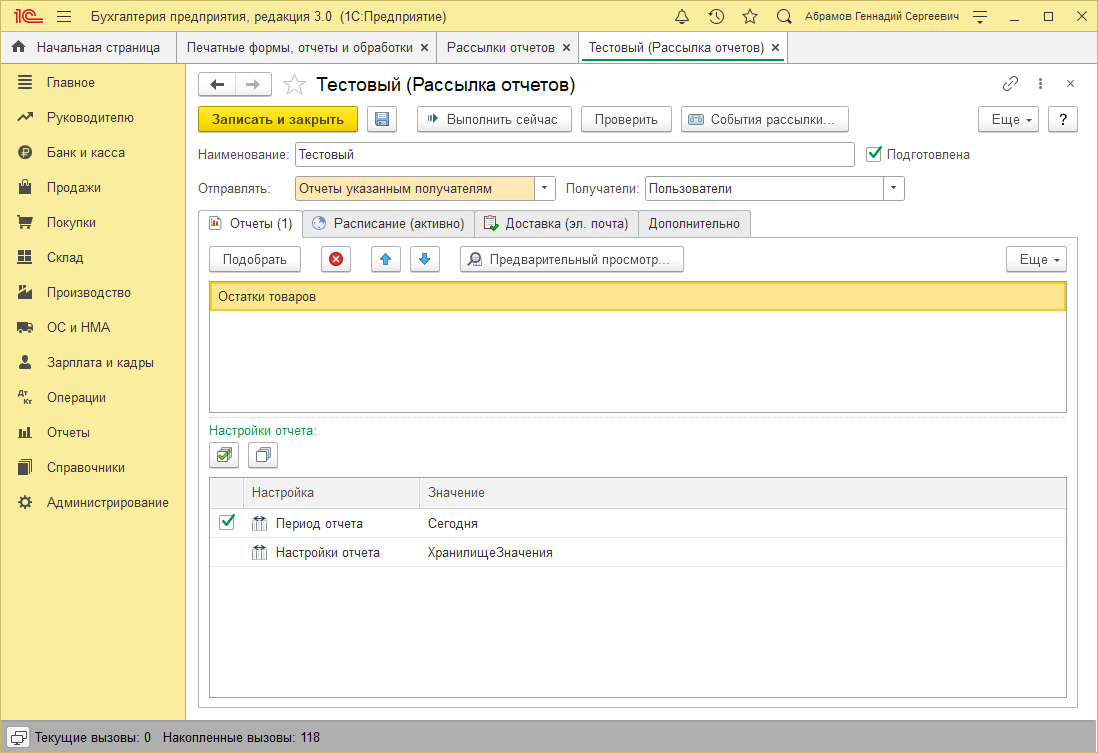 1С Бухгалтерия предприятия, редакция 3.0 (1С:Предприятие) Абрамов Геннадий Сергеевич
Начальная страница Печатные формы, отчеты и обработки Рассылки отчетов Тестовый (Рассылка отчетов)
Главное
Руководителю
Банк и касса
Продажи
Покупки
Склад
Производство
ОС и НМА
Зарплата и кадры
Дт Кт Операции
Отчеты
Справочники
Администрирование
Тестовый (Рассылка отчетов)
Записать и закрыть Выполнить сейчас Проверить События рассылки... Еще ?
Наименование: Тестовый Подготовлена
Отправлять: Отчеты указанным получателям Получатели: Пользователи
Отчеты (1) Расписание (активно) Доставка (эл. почта) Дополнительно
Подобрать Предварительный просмотр... Еще
Остатки товаров
Настройки отчета:
Настройка Значение
Период отчета Сегодня
Настройки отчета ХранилищеЗначения
Текущие вызовы: 0 Накопленные вызовы: 118